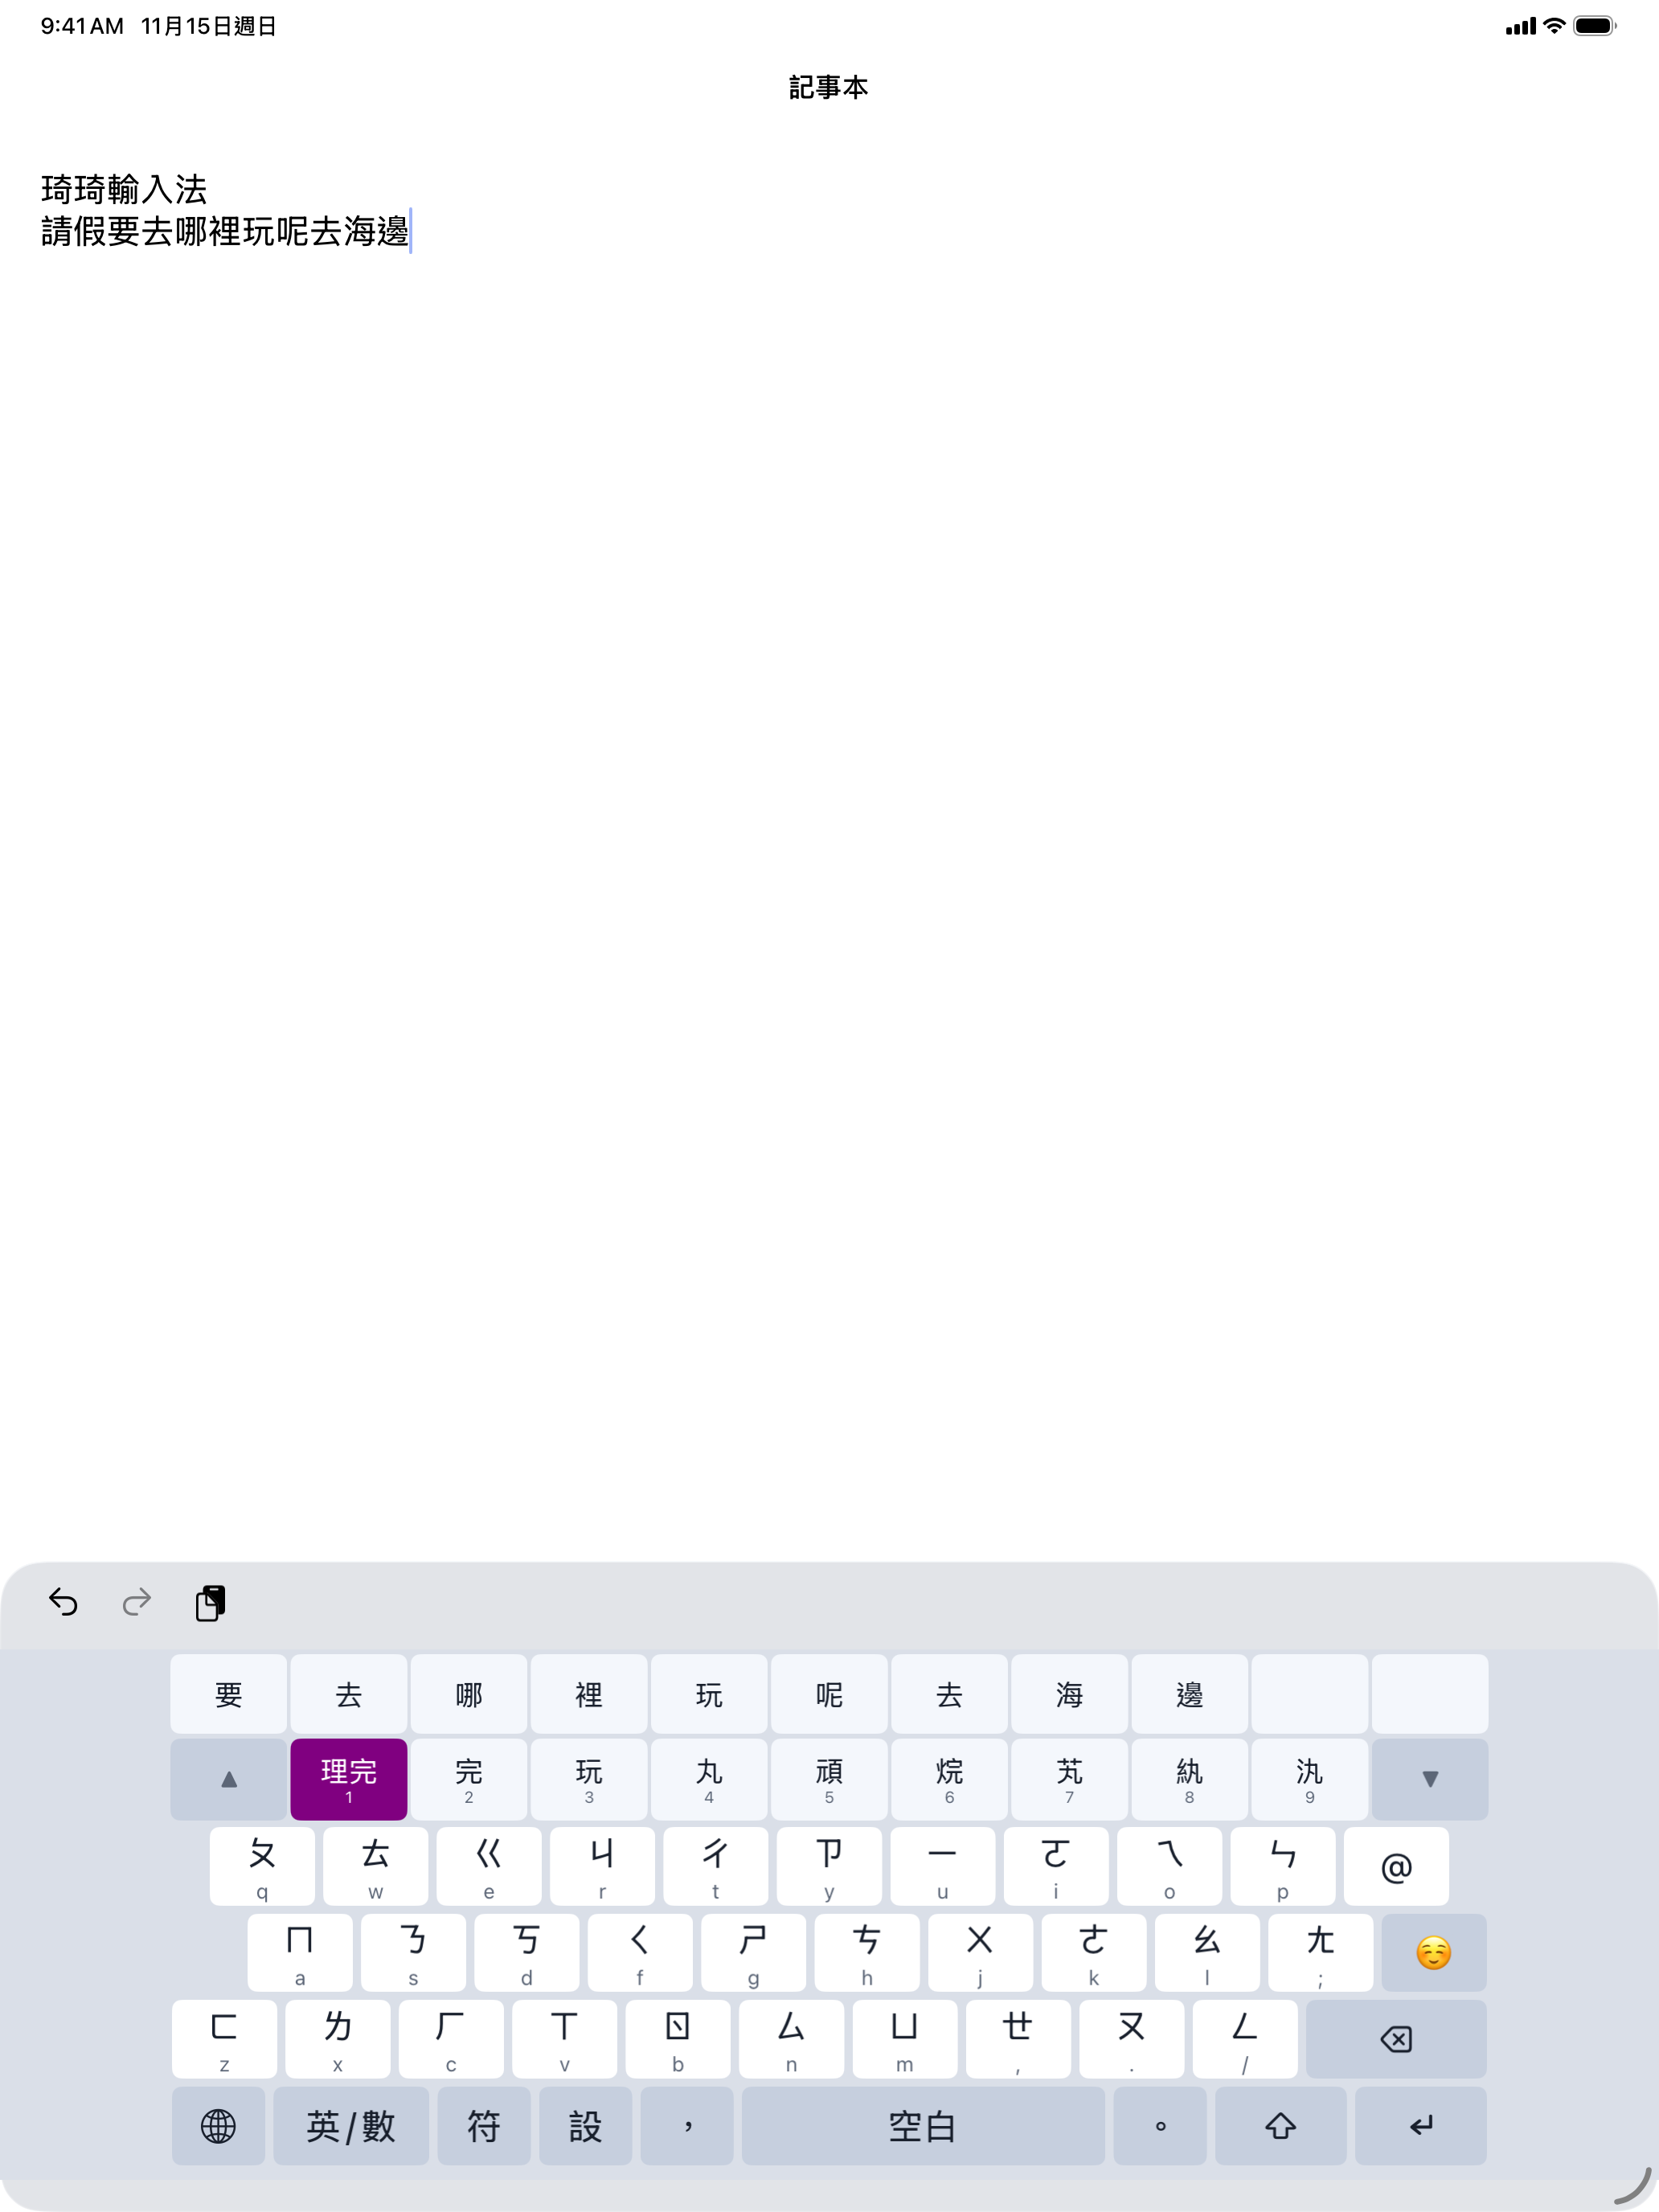 9:41 AM 11月15日週日
記事本
琦琦輸入法
請假要去哪裡玩呢去海邊
要 去 哪 裡 玩 呢 去 海 邊
▲ 理完 1 完 2 玩 3 丸 4 頑 5 烷 6 芄 7 紈 8 汍 9 ▼
ㄆ q ㄊ w ㄍ e ㄐ r ㄔ t ㄗ y ㄧ u ㄛ i ㄟ o ㄣ p @
ㄇ a ㄋ s ㄎ d ㄑ f ㄕ g ㄘ h ㄨ j ㄜ k ㄠ l ㄤ ;
ㄈ z ㄌ x ㄏ c ㄒ v ㄖ b ㄙ n ㄩ m ㄝ , ㄡ . ㄥ /
英/數 符 設 , 空白 。